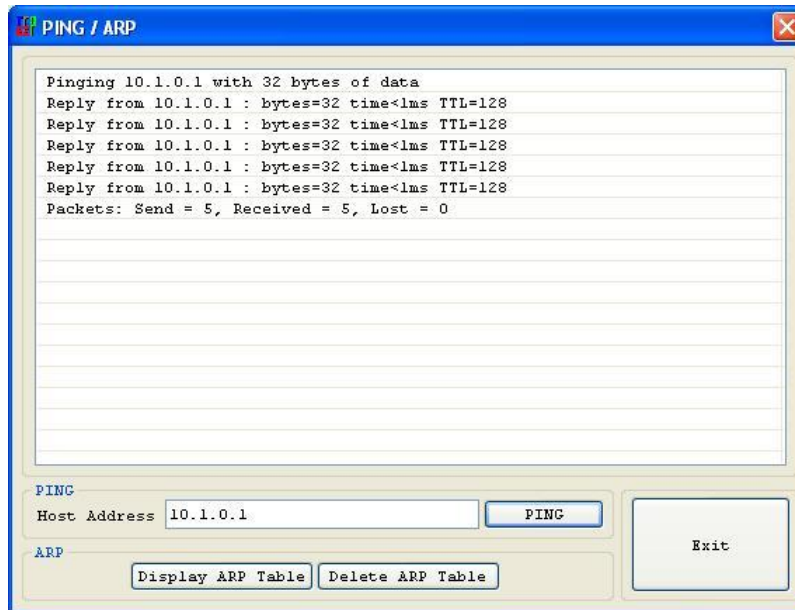 PING / ARP
Pinging 10.1.0.1 with 32 bytes of data
Reply from 10.1.0.1 : bytes=32 time<1ms TTL=128
Reply from 10.1.0.1 : bytes=32 time<1ms TTL=128
Reply from 10.1.0.1 : bytes=32 time<1ms TTL=128
Reply from 10.1.0.1 : bytes=32 time<1ms TTL=128
Reply from 10.1.0.1 : bytes=32 time<1ms TTL=128
Packets: Send = 5, Received = 5, Lost = 0
PING
Host Address 10.1.0.1 PING
Exit
ARP
Display ARP Table Delete ARP Table